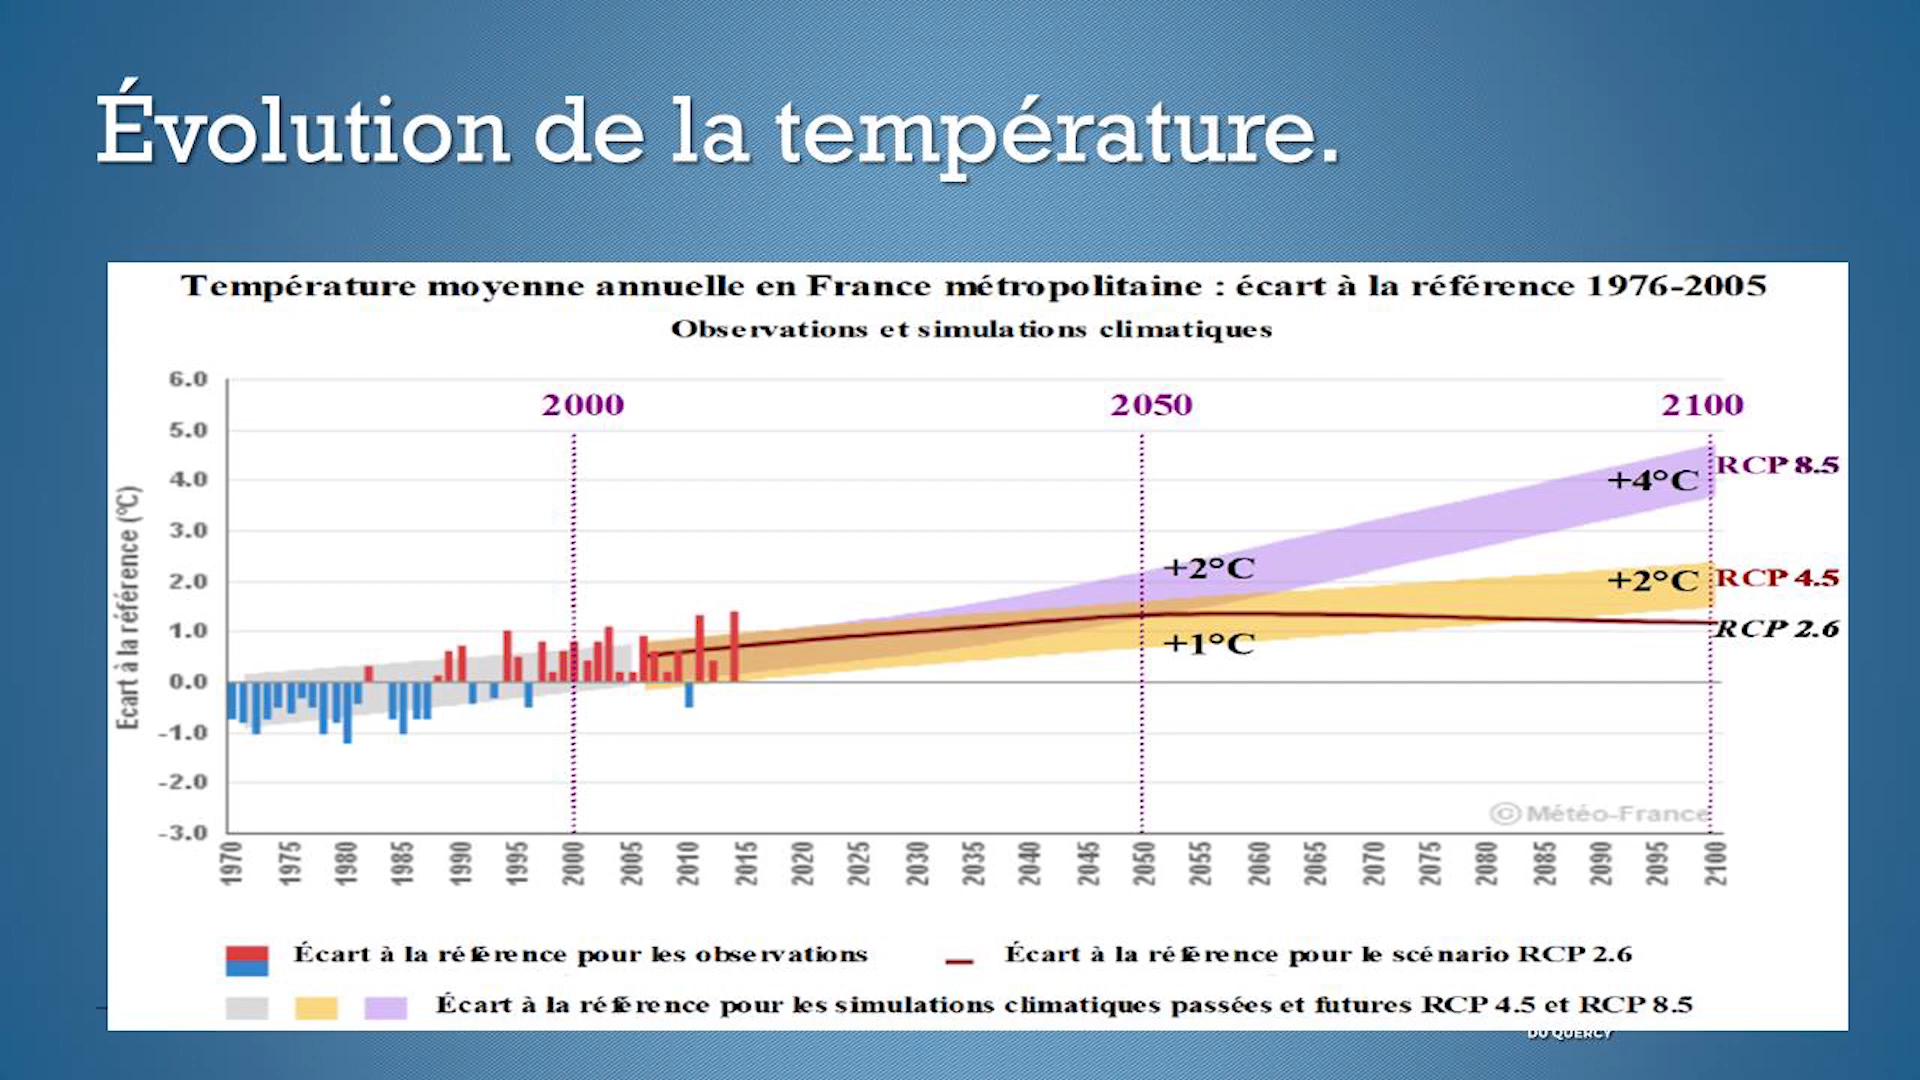 Évolution de la température.
Température moyenne annuelle en France métropolitaine : écart à la référence 1976-2005
Observations et simulations climatiques
6.0
5.0
4.0
3.0
2.0
1.0
0.0
-1.0
-2.0
-3.0
Ecart à la référence (°C)
2000
2050
2100
RCP 8.5
+4°C
+2°C
+2°C
RCP 4.5
RCP 2.6
+1°C
©Météo-France
1970 1975 1980 1985 1990 1995 2000 2005 2010 2015 2020 2025 2030 2035 2040 2045 2050 2055 2060 2065 2070 2075 2080 2085 2090 2095 2100
Écart à la référence pour les observations
Écart à la référence pour le scénario RCP 2.6
Écart à la référence pour les simulations climatiques passées et futures RCP 4.5 et RCP 8.5
DU QUERCY